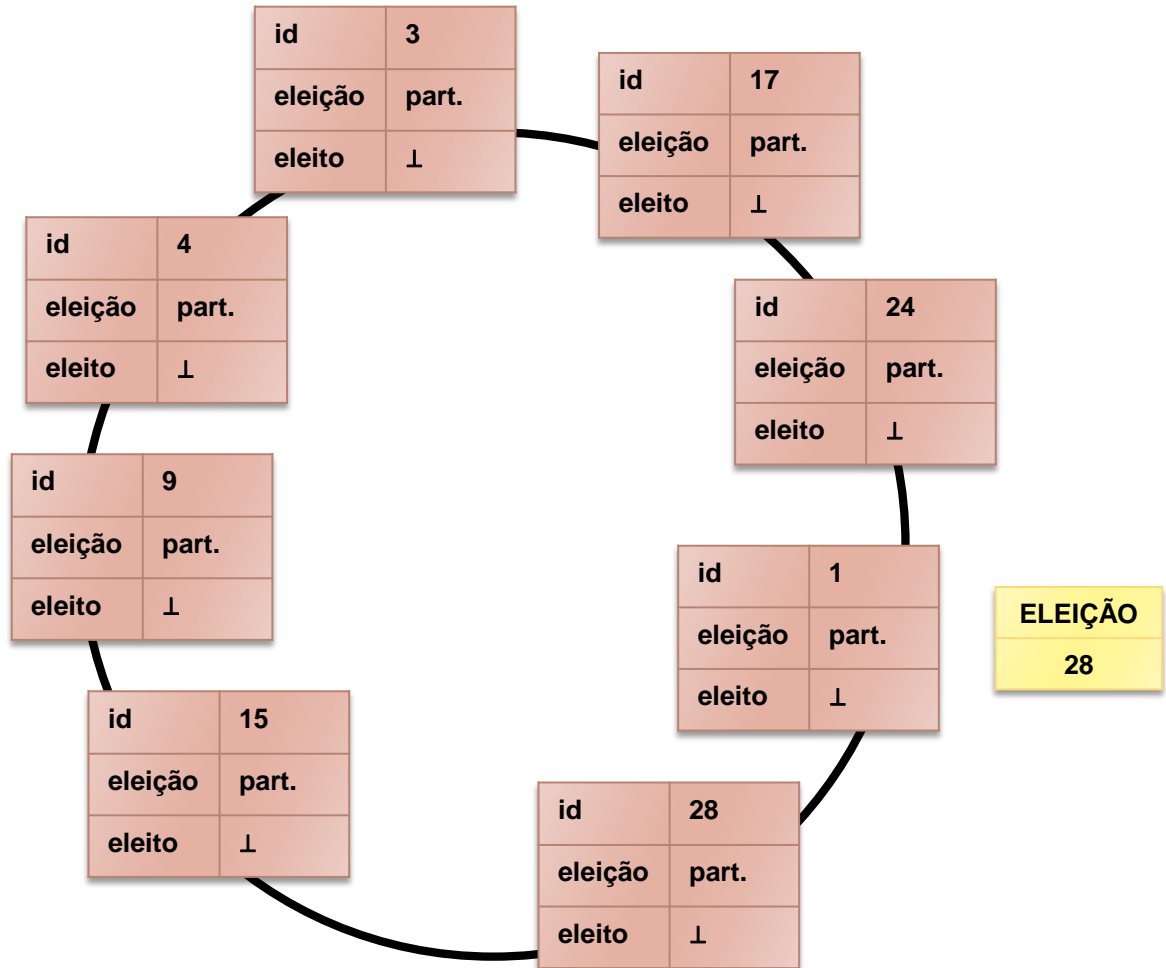 id 3
eleição part.
eleito ⊥
id 17
eleição part.
eleito ⊥
id 4
eleição part.
eleito ⊥
id 24
eleição part.
eleito ⊥
id 9
eleição part.
eleito ⊥
id 1
eleição part.
eleito ⊥
ELEIÇÃO
28
id 15
eleição part.
eleito ⊥
id 28
eleição part.
eleito ⊥